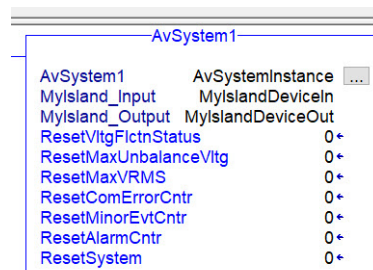 AvSystem1
AvSystem1 AvSystemInstance ...
MyIsland_Input MyIslandDeviceIn
MyIsland_Output MyIslandDeviceOut
ResetVltgFlctnStatus 0
ResetMaxUnbalanceVltg 0
ResetMaxVRMS 0
ResetComErrorCntr 0
ResetMinorEvtCntr 0
ResetAlarmCntr 0
ResetSystem 0